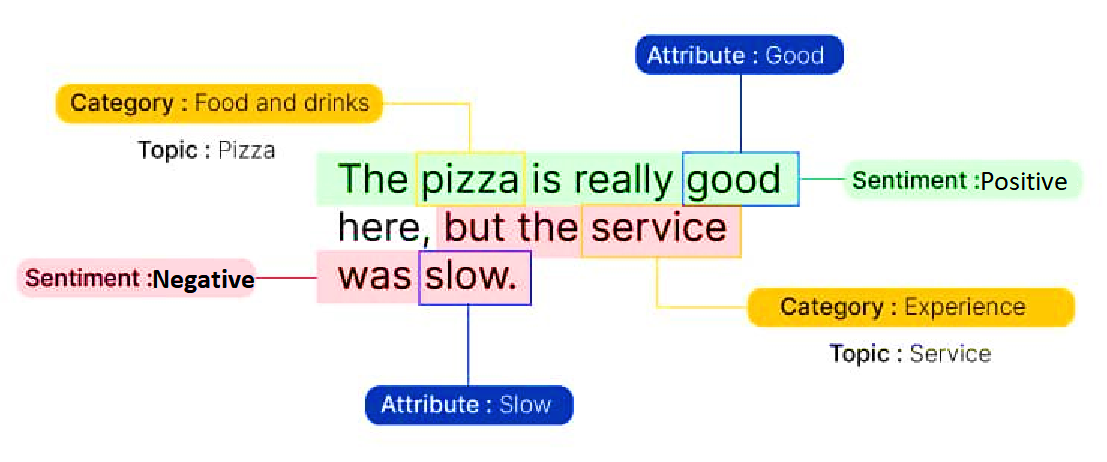 Attribute : Good
Category : Food and drinks
Topic : Pizza
The pizza is really good
Sentiment :Positive
here, but the service
was slow.
Sentiment :Negative
Category : Experience
Topic : Service
Attribute : Slow